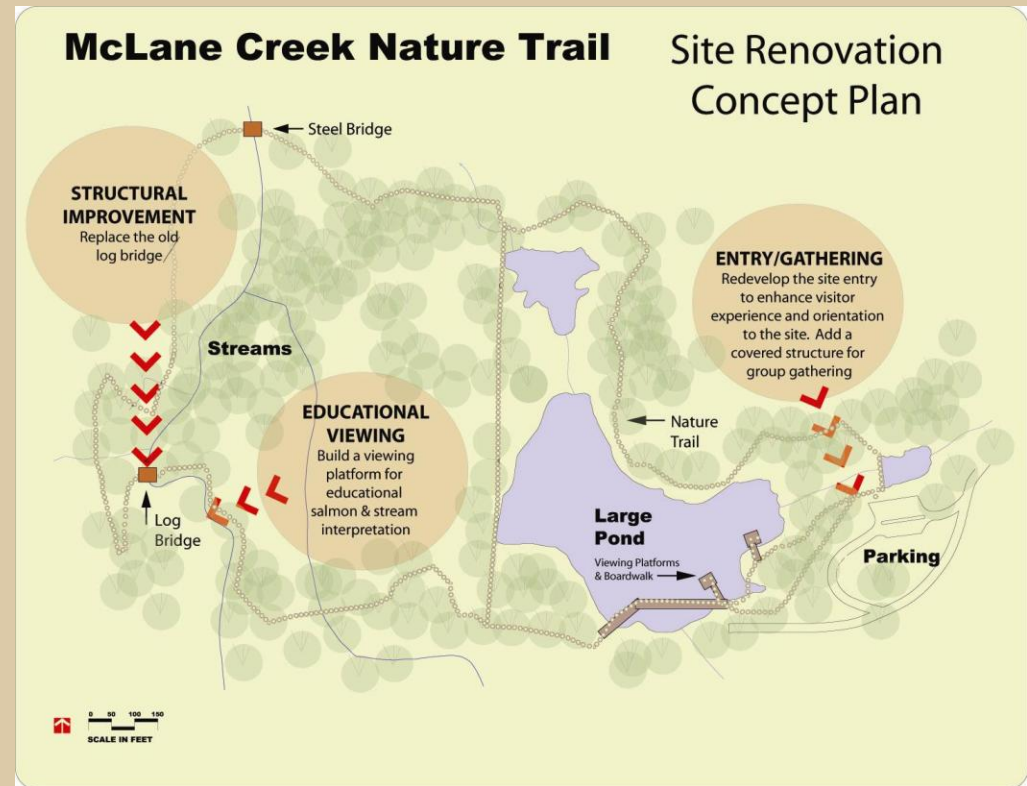 McLane Creek Nature Trail
Site Renovation
Concept Plan
Steel Bridge
STRUCTURAL
IMPROVEMENT
Replace the old
log bridge
ENTRY/GATHERING
Redevelop the site entry
to enhance visitor
experience and orientation
to the site. Add a
covered structure for
group gathering
Streams
EDUCATIONAL
VIEWING
Build a viewing
platform for
educational
salmon & stream
interpretation
Nature
Trail
Log
Bridge
Large
Pond
Viewing Platforms
& Boardwalk
Parking
0 50 100 150
SCALE IN FEET